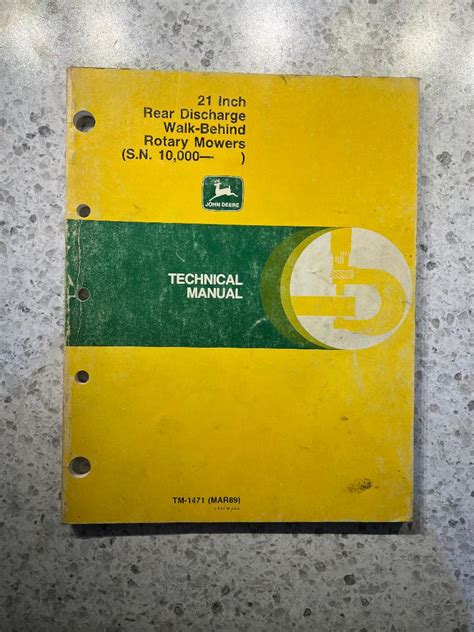 21 Inch
Rear Discharge
Walk-Behind
Rotary Mowers
(S.N. 10,000— )
JOHN DEERE
TECHNICAL
MANUAL
TM-1471 (MAR89)